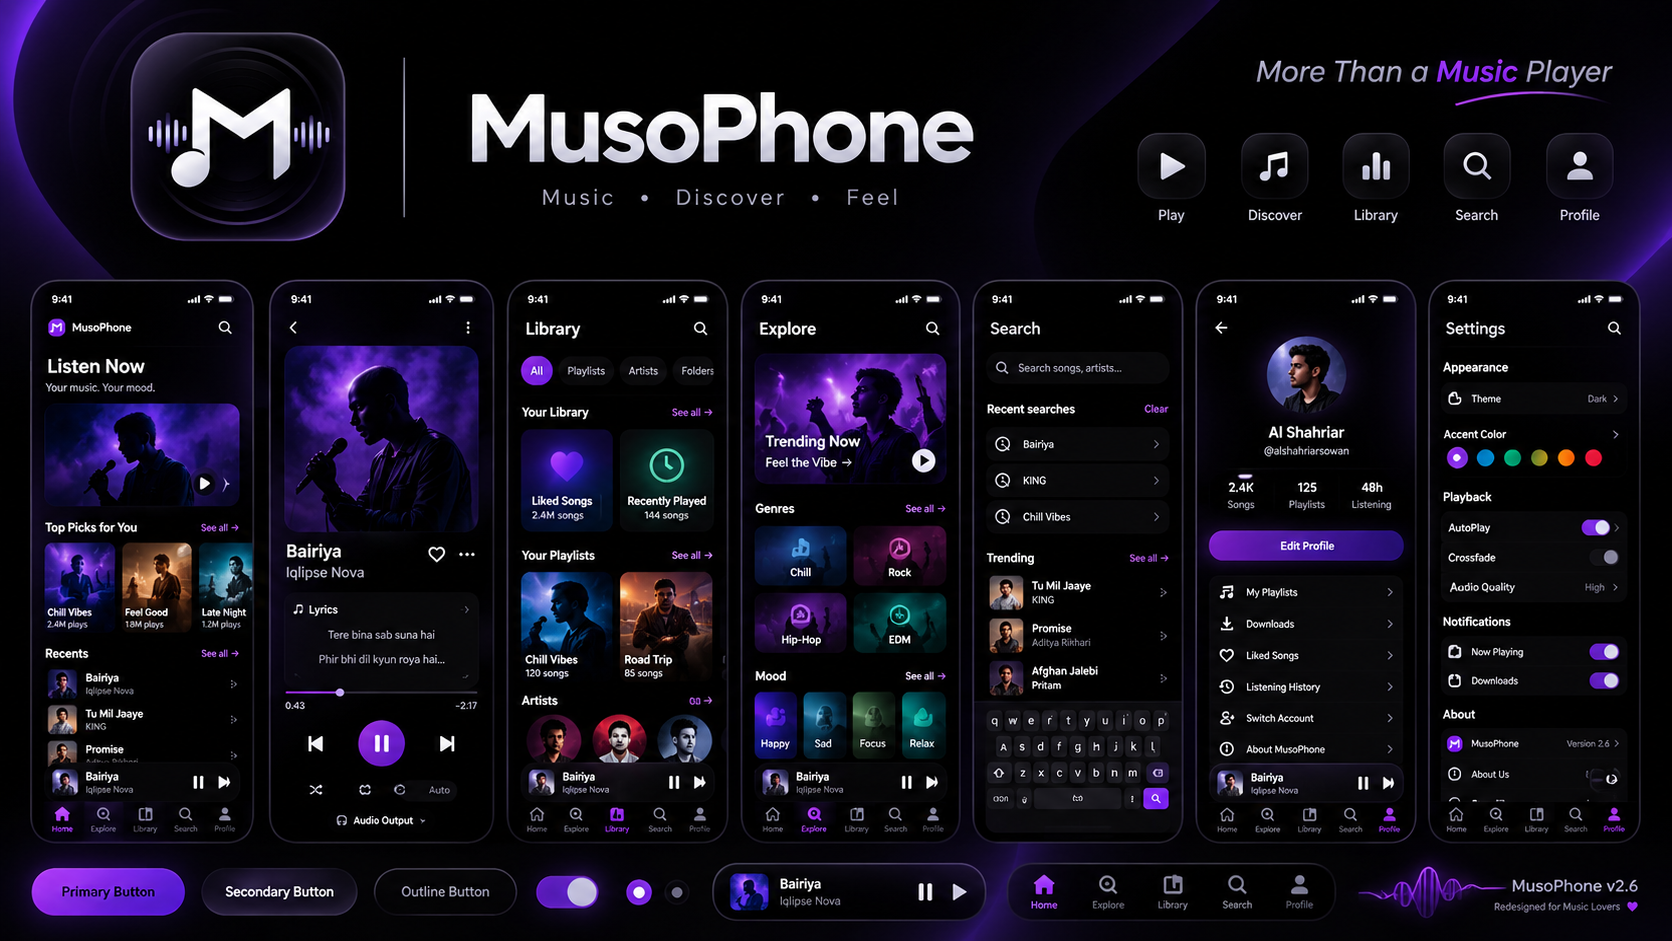 MusoPhone
Music • Discover • Feel
More Than a Music Player
Play
Discover
Library
Search
Profile
9:41
MusoPhone
Listen Now
Your music. Your mood.
Top Picks for You
See all →
Chill Vibes
2.4M plays
Feel Good
1.8M plays
Late Night
1.2M plays
Recents
See all →
Bairiya
Iqlipse Nova
Tu Mil Jaaye
KING
Promise
Aditya Rikhari
Bairiya
Iqlipse Nova
Home
Explore
Library
Search
Profile
9:41
Bairiya
Iqlipse Nova
Lyrics
Tere bina sab suna hai
Phir bhi dil kyun roya hai...
0.43
-2:17
Auto
Audio Output
9:41
Library
All
Playlists
Artists
Folders
Your Library
See all →
Liked Songs
2.4M songs
Recently Played
144 songs
Your Playlists
See all →
Chill Vibes
120 songs
Road Trip
85 songs
Artists
Bairiya
Iqlipse Nova
Home
Explore
Library
Search
Profile
9:41
Explore
Trending Now
Feel the Vibe →
Genres
See all →
Chill
Rock
Hip-Hop
EDM
Mood
See all →
Happy
Sad
Focus
Relax
Bairiya
Iqlipse Nova
Home
Explore
Library
Search
Profile
9:41
Search
Search songs, artists...
Recent searches
Clear
Bairiya
KING
Chill Vibes
Trending
See all →
Tu Mil Jaaye
KING
Promise
Aditya Rikhari
Afghan Jalebi
Pritam
q w e r t y u i o p
A s d f g h j k l
z x c v b n m
!
9:41
Al Shahriar
@alshahriarsowan
2.4K
Songs
125
Playlists
48h
Listening
Edit Profile
My Playlists
Downloads
Liked Songs
Listening History
Switch Account
About MusoPhone
Bairiya
Iqlipse Nova
Home
Explore
Library
Search
Profile
9:41
Settings
Appearance
Theme
Dark
Accent Color
Playback
AutoPlay
Crossfade
Audio Quality
High
Notifications
Now Playing
Downloads
About
MusoPhone
Version 2.6
About Us
Home
Explore
Library
Search
Profile
Primary Button
Secondary Button
Outline Button
Bairiya
Iqlipse Nova
Home
Explore
Library
Search
Profile
MusoPhone v2.6
Redesigned for Music Lovers